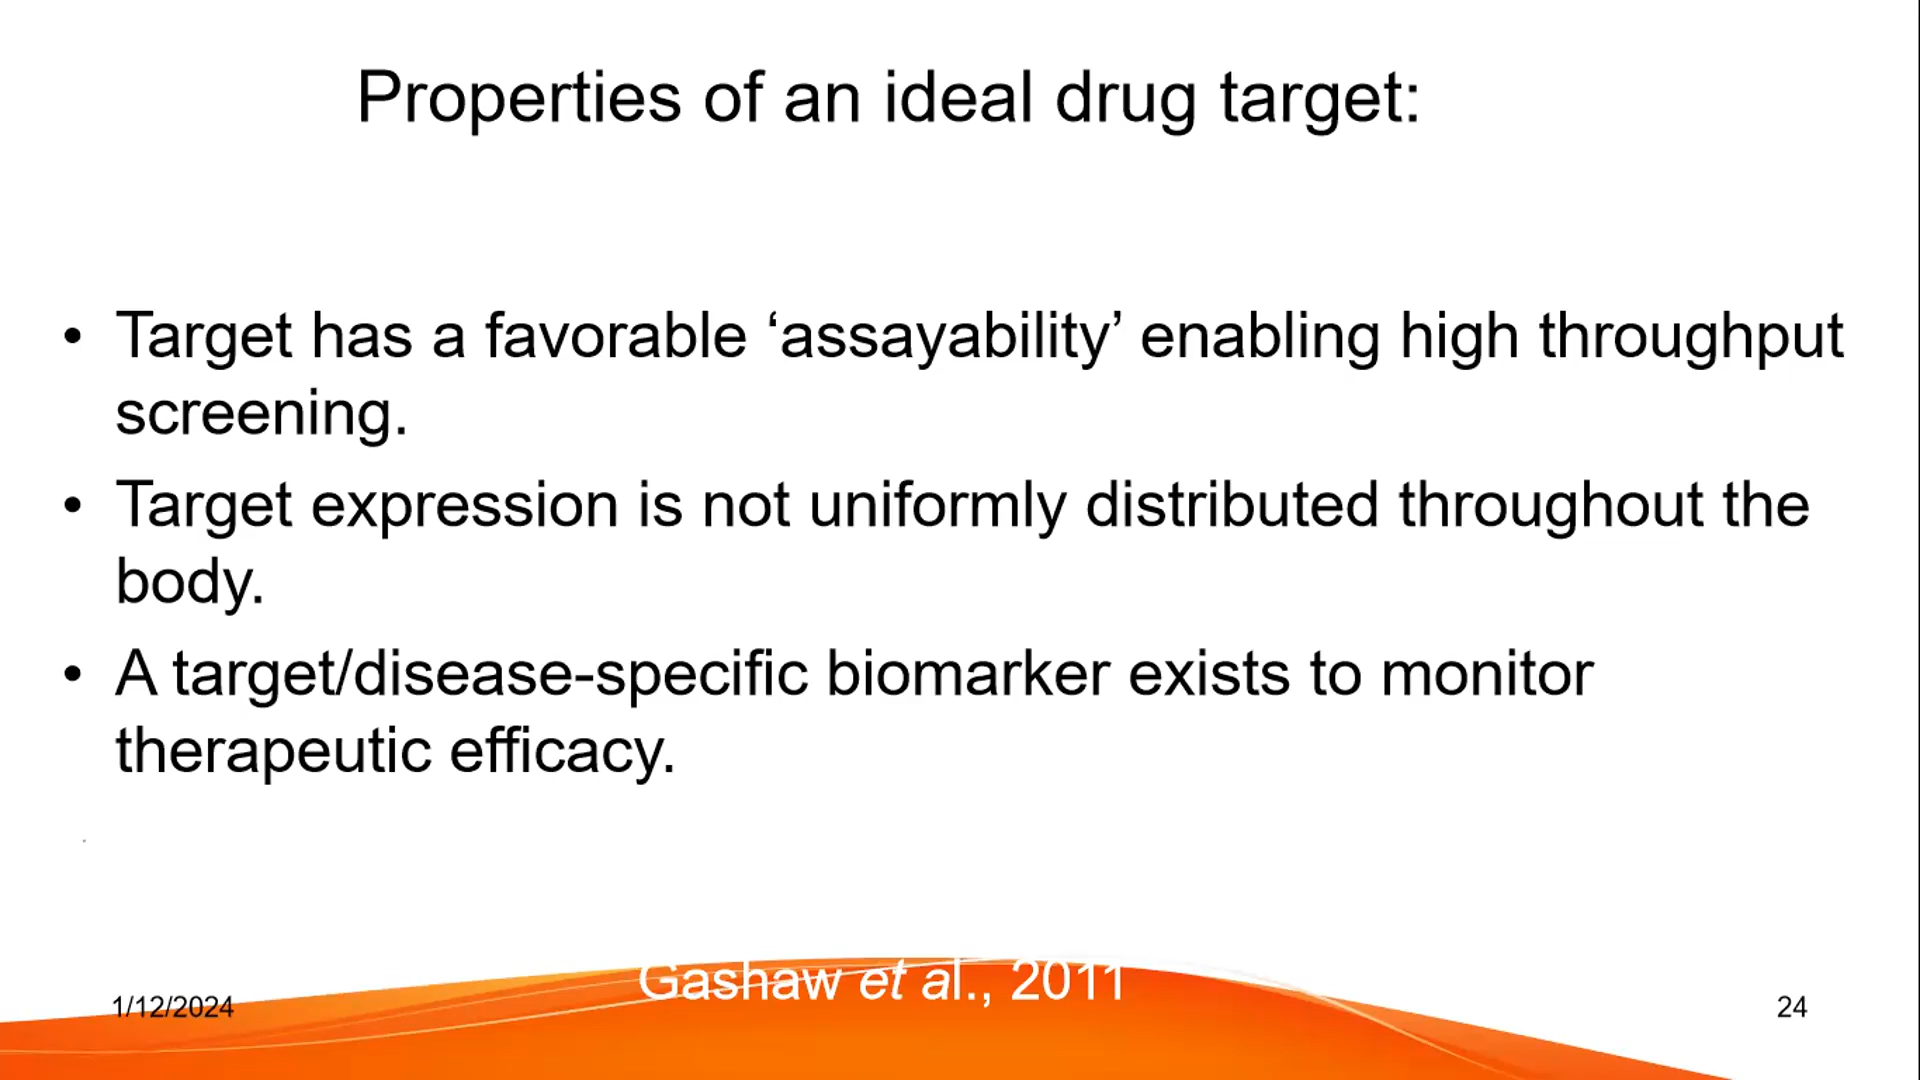 Properties of an ideal drug target:
• Target has a favorable ‘assayability’ enabling high throughput
screening.
• Target expression is not uniformly distributed throughout the
body.
• A target/disease-specific biomarker exists to monitor
therapeutic efficacy.
Gashaw et al., 2011
1/12/2024
24